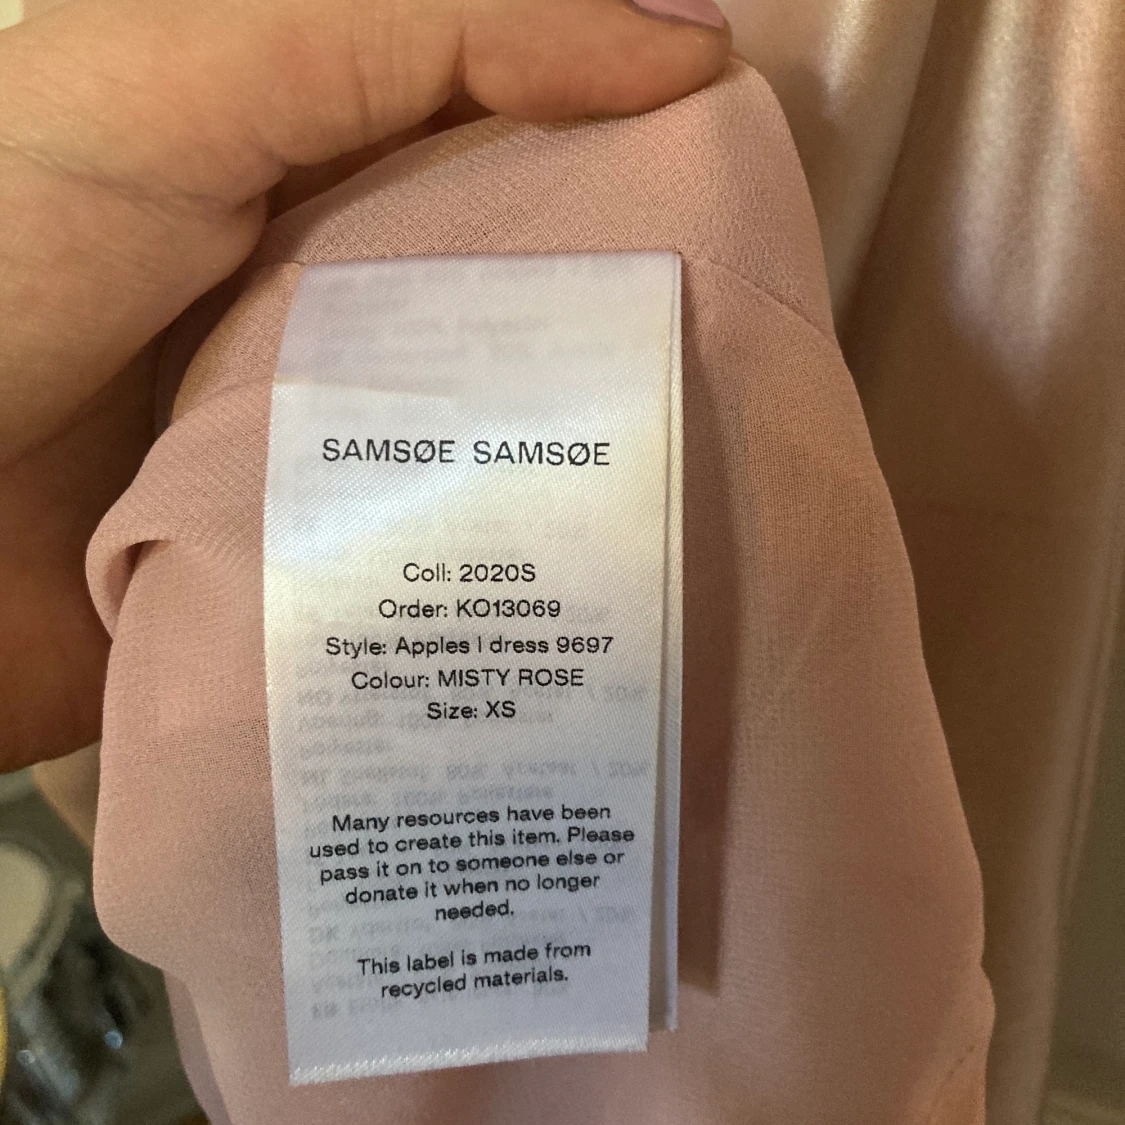 SAMSØE SAMSØE
Coll: 2020S
Order: KO13069
Style: Apples l dress 9697
Colour: MISTY ROSE
Size: XS
Many resources have been
used to create this item. Please
pass it on to someone else or
donate it when no longer
needed.
This label is made from
recycled materials.